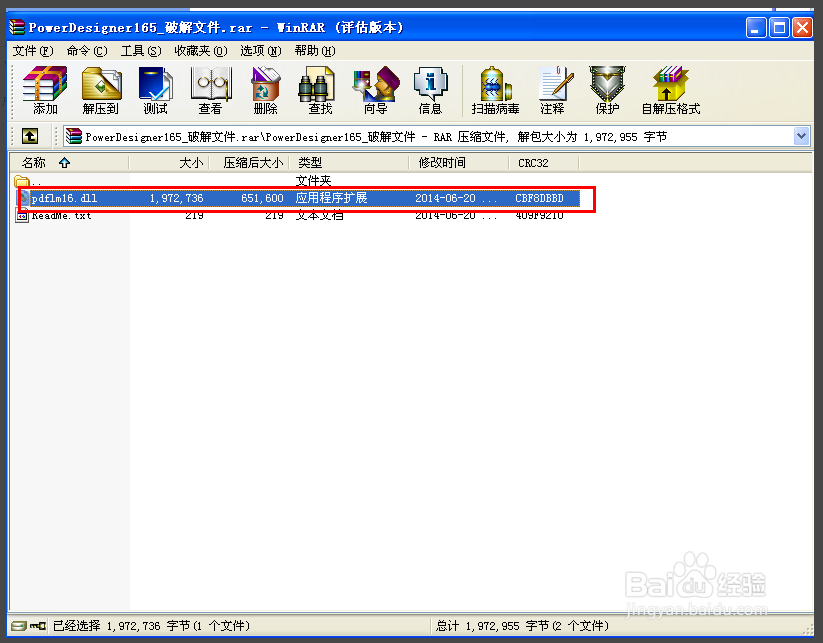 PowerDesigner165_破解文件.rar - WinRAR (评估版本)
文件(F) 命令(C) 工具(S) 收藏夹(O) 选项(N) 帮助(H)
添加 解压到 测试 查看 删除 查找 向导 信息 扫描病毒 注释 保护 自解压格式
PowerDesigner165_破解文件.rar\PowerDesigner165_破解文件 - RAR 压缩文件, 解包大小为 1,972,955 字节
名称 大小 压缩后大小 类型 修改时间 CRC32
.. 文件夹
pdflm16.dll 1,972,736 651,600 应用程序扩展 2014-06-20 ... CBF8DBBD
ReadMe.txt 219 219 文本文档 2014-06-20 ... 409F9210
Baidu 经验
jingyan.baidu.com
已经选择 1,972,736 字节(1 个文件) 总计 1,972,955 字节(2 个文件)